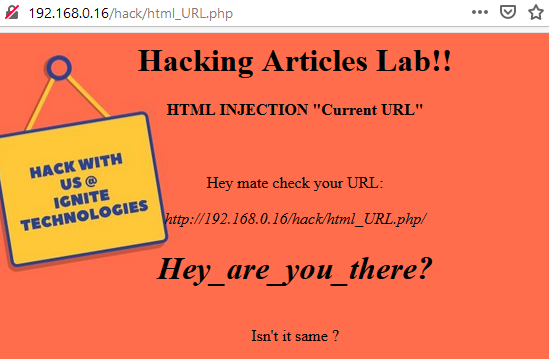 192.168.0.16/hack/html_URL.php
Hacking Articles Lab!!
HTML INJECTION "Current URL"
HACK WITH
US @
IGNITE
TECHNOLOGIES
Hey mate check your URL:
http://192.168.0.16/hack/html_URL.php/
Hey_are_you_there?
Isn't it same ?